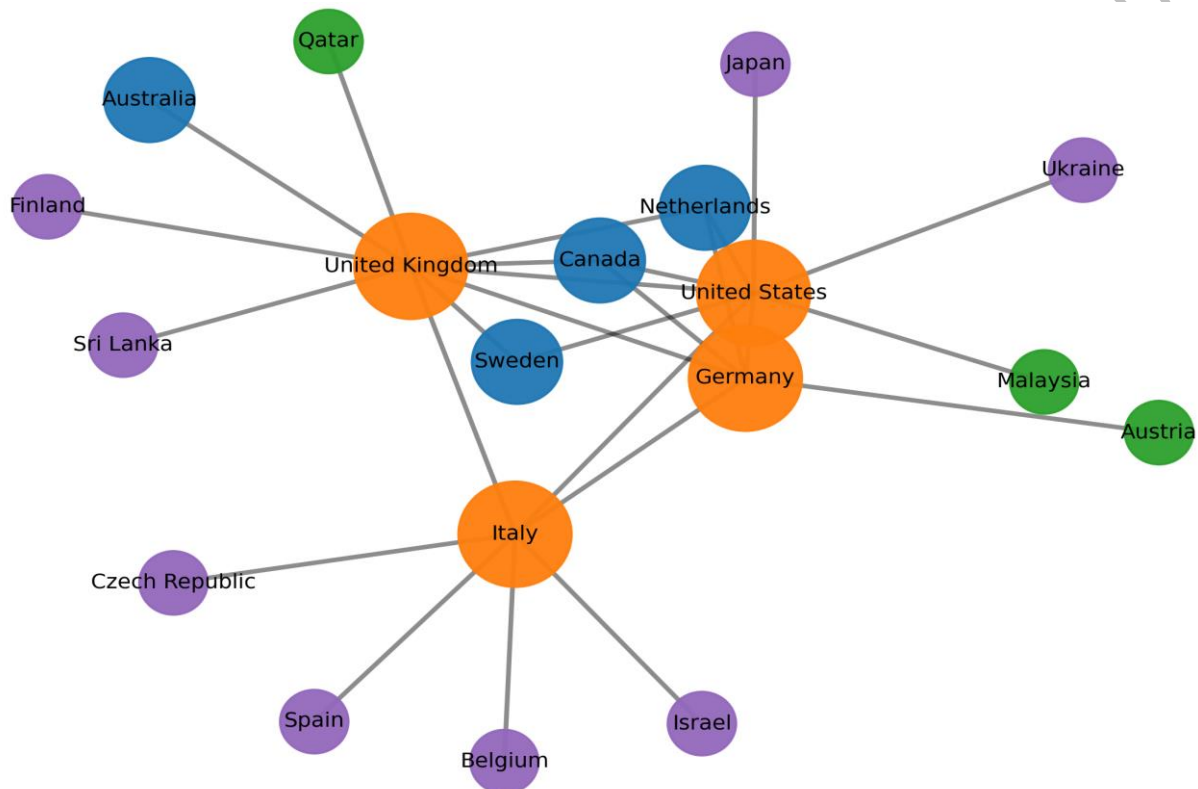 Qatar
Japan
Australia
Ukraine
Finland
Netherlands
Canada
United Kingdom
United States
Sri Lanka
Sweden
Germany
Malaysia
Austria
Italy
Czech Republic
Spain
Israel
Belgium